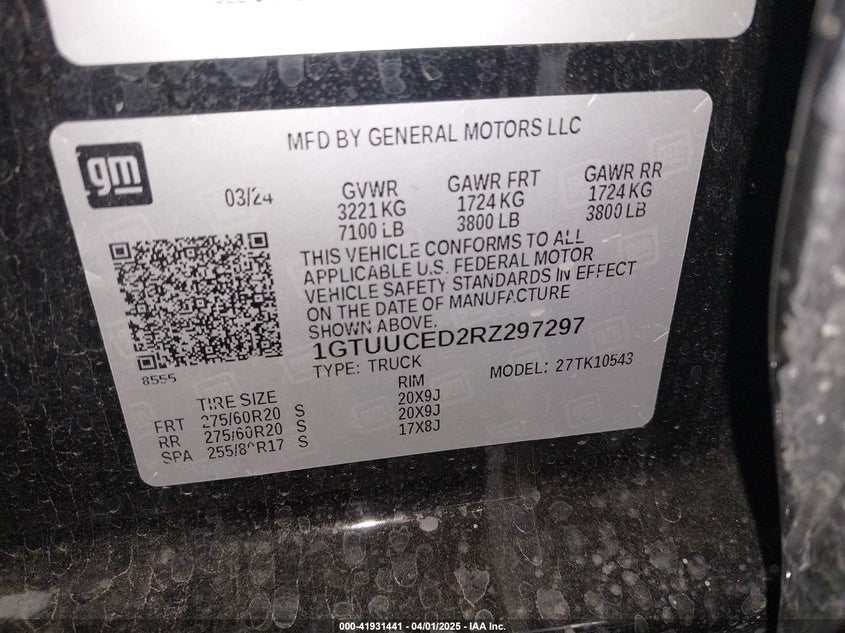 MFD BY GENERAL MOTORS LLC
gm
03/24
GVWR GAWR FRT GAWR RR
3221 KG 1724 KG 1724 KG
7100 LB 3800 LB 3800 LB
THIS VEHICLE CONFORMS TO ALL
APPLICABLE U.S. FEDERAL MOTOR
VEHICLE SAFETY STANDARDS IN EFFECT
ON THE DATE OF MANUFACTURE
SHOWN ABOVE.
1GTUUCED2RZ297297
8555
TYPE: TRUCK MODEL: 27TK10543
TIRE SIZE RIM
FRT 275/60R20 S 20X9J
RR 275/60R20 S 20X9J
SPA 255/80R17 S 17X8J
000-41931441 - 04/01/2025 - IAA Inc.